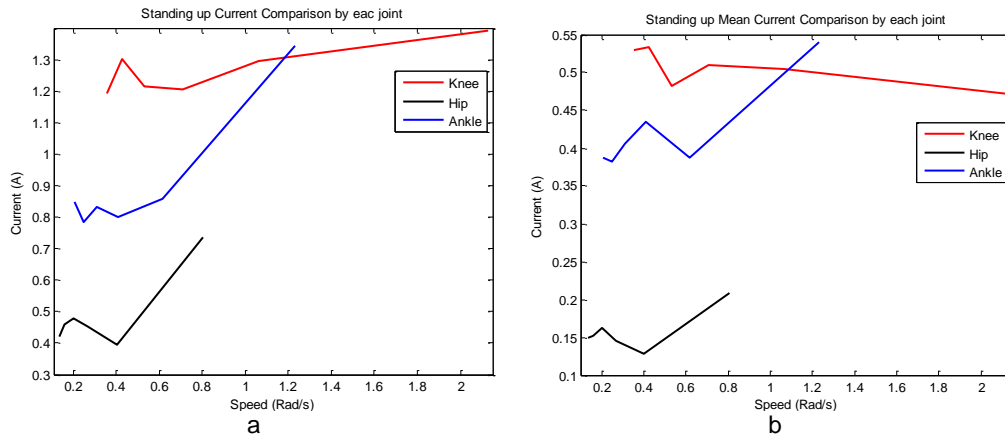 Standing up Current Comparison by eac joint
1.3
1.2
1.1
1
0.9
0.8
0.7
0.6
0.5
0.4
0.3
Current (A)
Knee
Hip
Ankle
0.2 0.4 0.6 0.8 1 1.2 1.4 1.6 1.8 2
Speed (Rad/s)
a
Standing up Mean Current Comparison by each joint
0.55
0.5
0.45
0.4
0.35
0.3
0.25
0.2
0.15
0.1
Current (A)
Knee
Hip
Ankle
0.2 0.4 0.6 0.8 1 1.2 1.4 1.6 1.8 2
Speed (Rad/s)
b